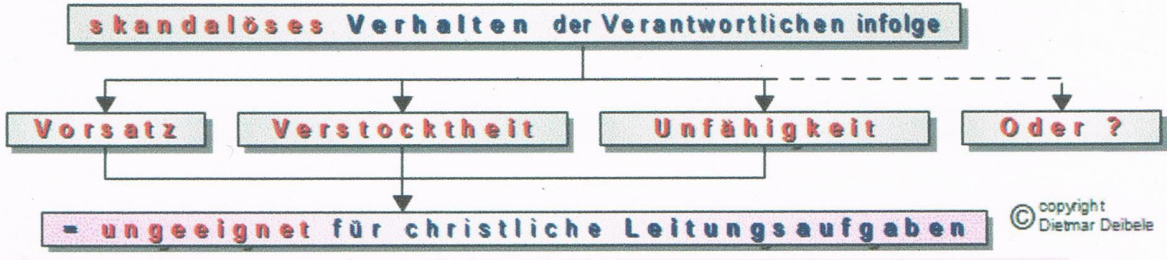 skandalöses Verhalten der Verantwortlichen infolge
Vorsatz Verstocktheit Unfähigkeit Oder ?
= ungeeignet für christliche Leitungsaufgaben
© copyright
Dietmar Deibele